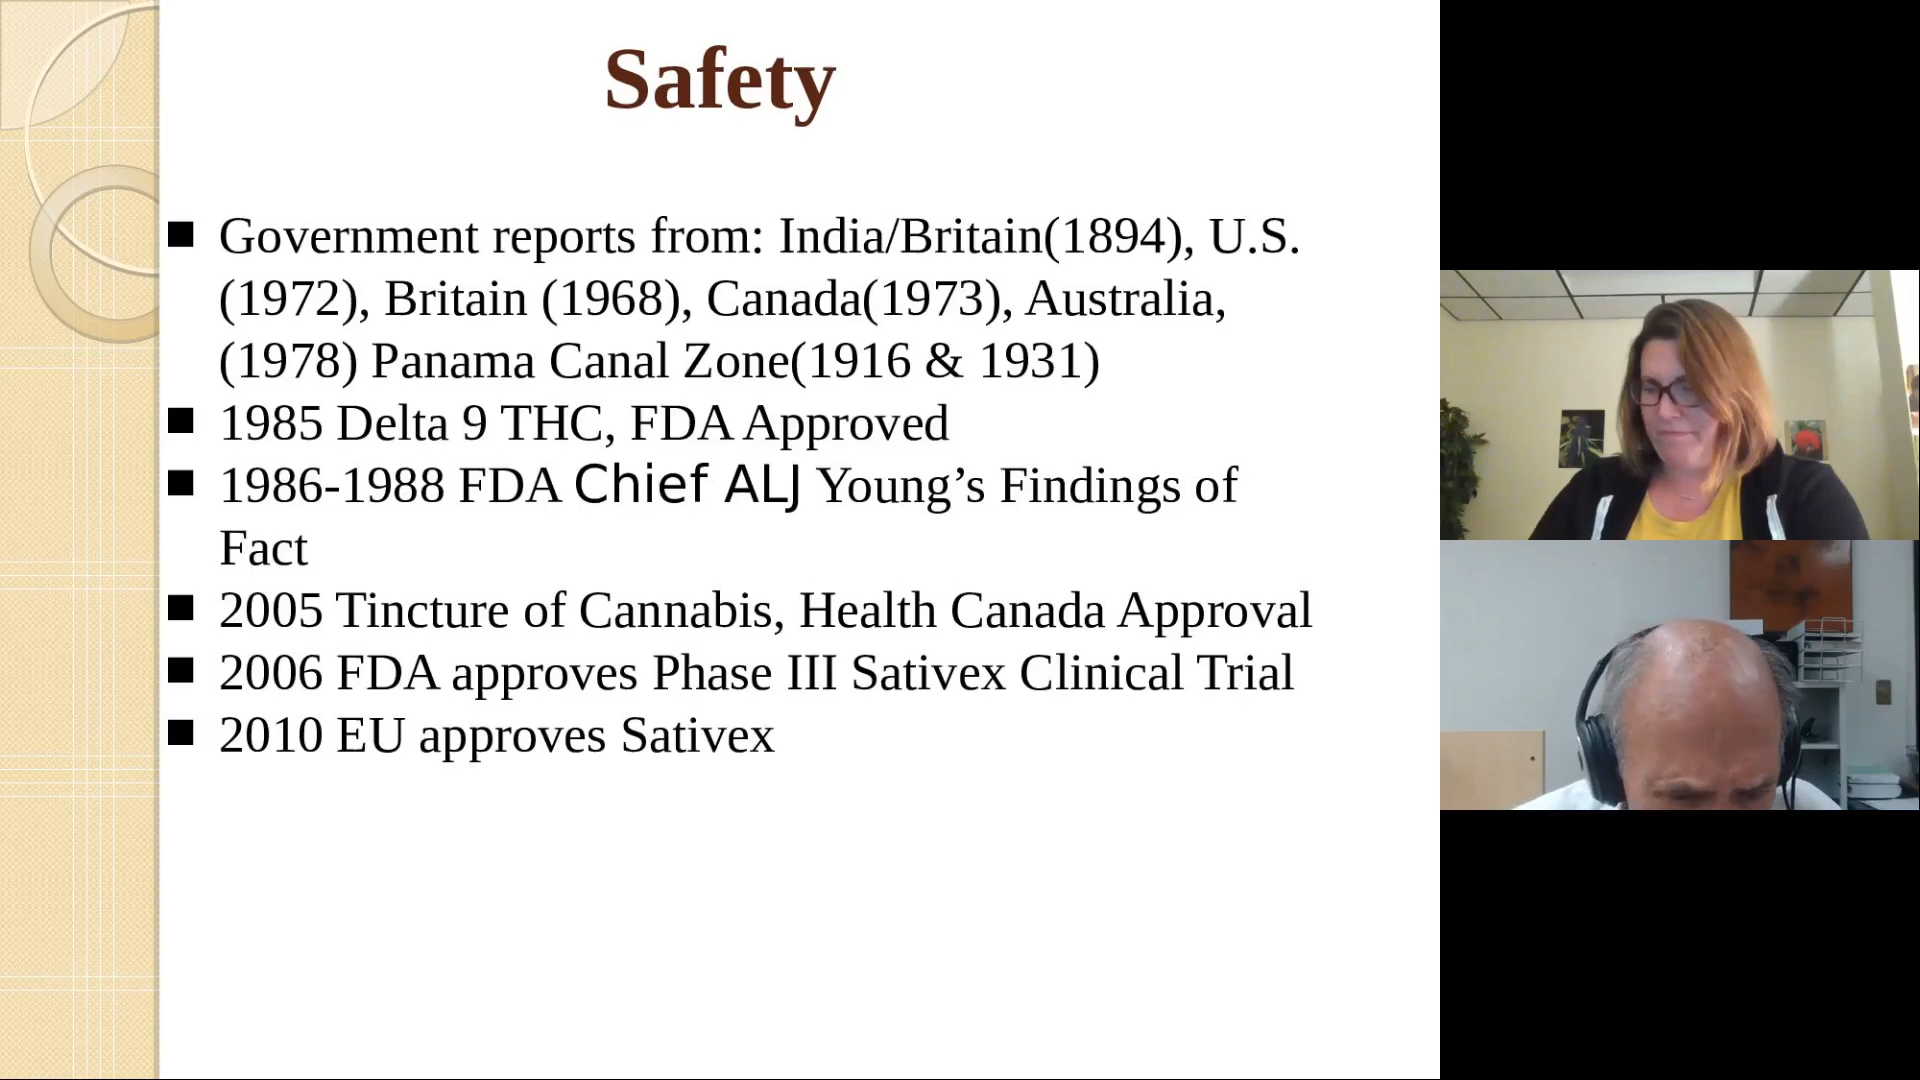 Safety
■ Government reports from: India/Britain(1894), U.S.
(1972), Britain (1968), Canada(1973), Australia,
(1978) Panama Canal Zone(1916 & 1931)
■ 1985 Delta 9 THC, FDA Approved
■ 1986-1988 FDA Chief ALJ Young’s Findings of
Fact
■ 2005 Tincture of Cannabis, Health Canada Approval
■ 2006 FDA approves Phase III Sativex Clinical Trial
■ 2010 EU approves Sativex